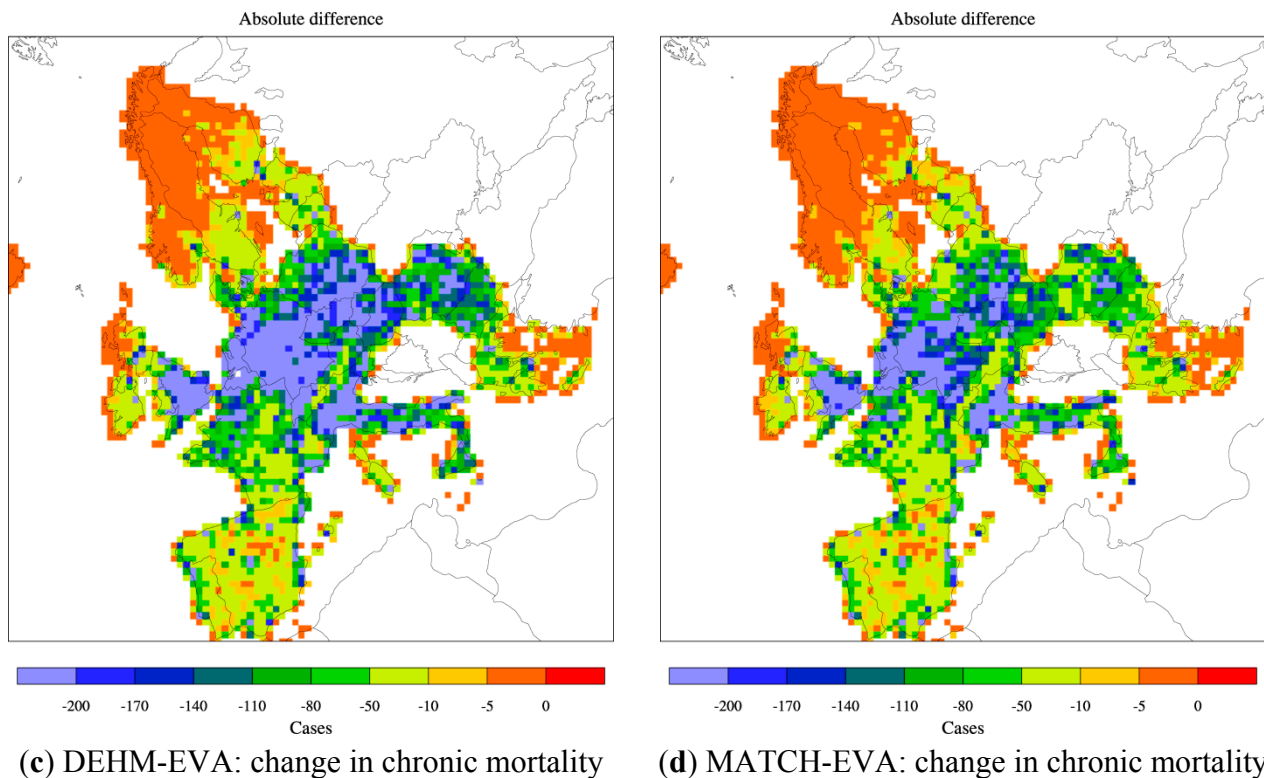 Absolute difference
Absolute difference
-200 -170 -140 -110 -80 -50 -10 -5 0
Cases
-200 -170 -140 -110 -80 -50 -10 -5 0
Cases
(c) DEHM-EVA: change in chronic mortality
(d) MATCH-EVA: change in chronic mortality